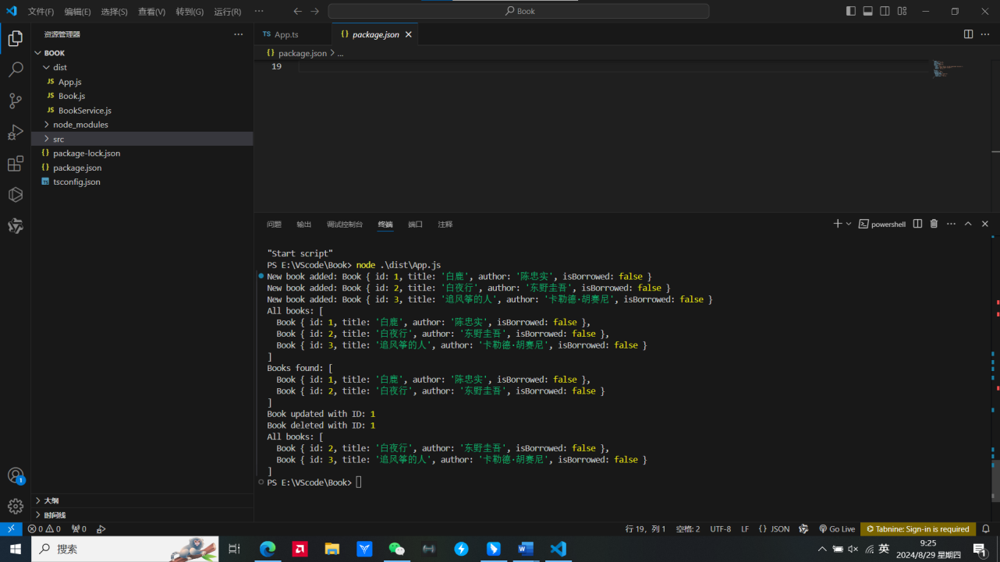 文件(F) 编辑(E) 选择(S) 查看(V) 转到(G) 运行(R) ··· Book
资源管理器 ···
TS App.ts {} package.json ···
BOOK
{} package.json > ...
dist
19
JS App.js
JS Book.js
JS BookService.js
node_modules
src
{} package-lock.json
{} package.json
TS tsconfig.json
问题 输出 调试控制台 终端 端口 注释 powershell ···
"Start script"
PS E:\VScode\Book> node .\dist\App.js
New book added: Book { id: 1, title: '白鹿', author: '陈忠实', isBorrowed: false }
New book added: Book { id: 2, title: '白夜行', author: '东野圭吾', isBorrowed: false }
New book added: Book { id: 3, title: '追风筝的人', author: '卡勒德·胡赛尼', isBorrowed: false }
All books: [
Book { id: 1, title: '白鹿', author: '陈忠实', isBorrowed: false },
Book { id: 2, title: '白夜行', author: '东野圭吾', isBorrowed: false },
Book { id: 3, title: '追风筝的人', author: '卡勒德·胡赛尼', isBorrowed: false }
]
Books found: [
Book { id: 1, title: '白鹿', author: '陈忠实', isBorrowed: false },
Book { id: 2, title: '白夜行', author: '东野圭吾', isBorrowed: false }
]
Book updated with ID: 1
Book deleted with ID: 1
All books: [
Book { id: 2, title: '白夜行', author: '东野圭吾', isBorrowed: false },
Book { id: 3, title: '追风筝的人', author: '卡勒德·胡赛尼', isBorrowed: false }
]
PS E:\VScode\Book>
1
大纲
时间线
0 0 0 行 19，列 1 空格: 2 UTF-8 LF {} JSON Go Live Tabnine: Sign-in is required
搜索 英 9:25
2024/8/29 星期四 1